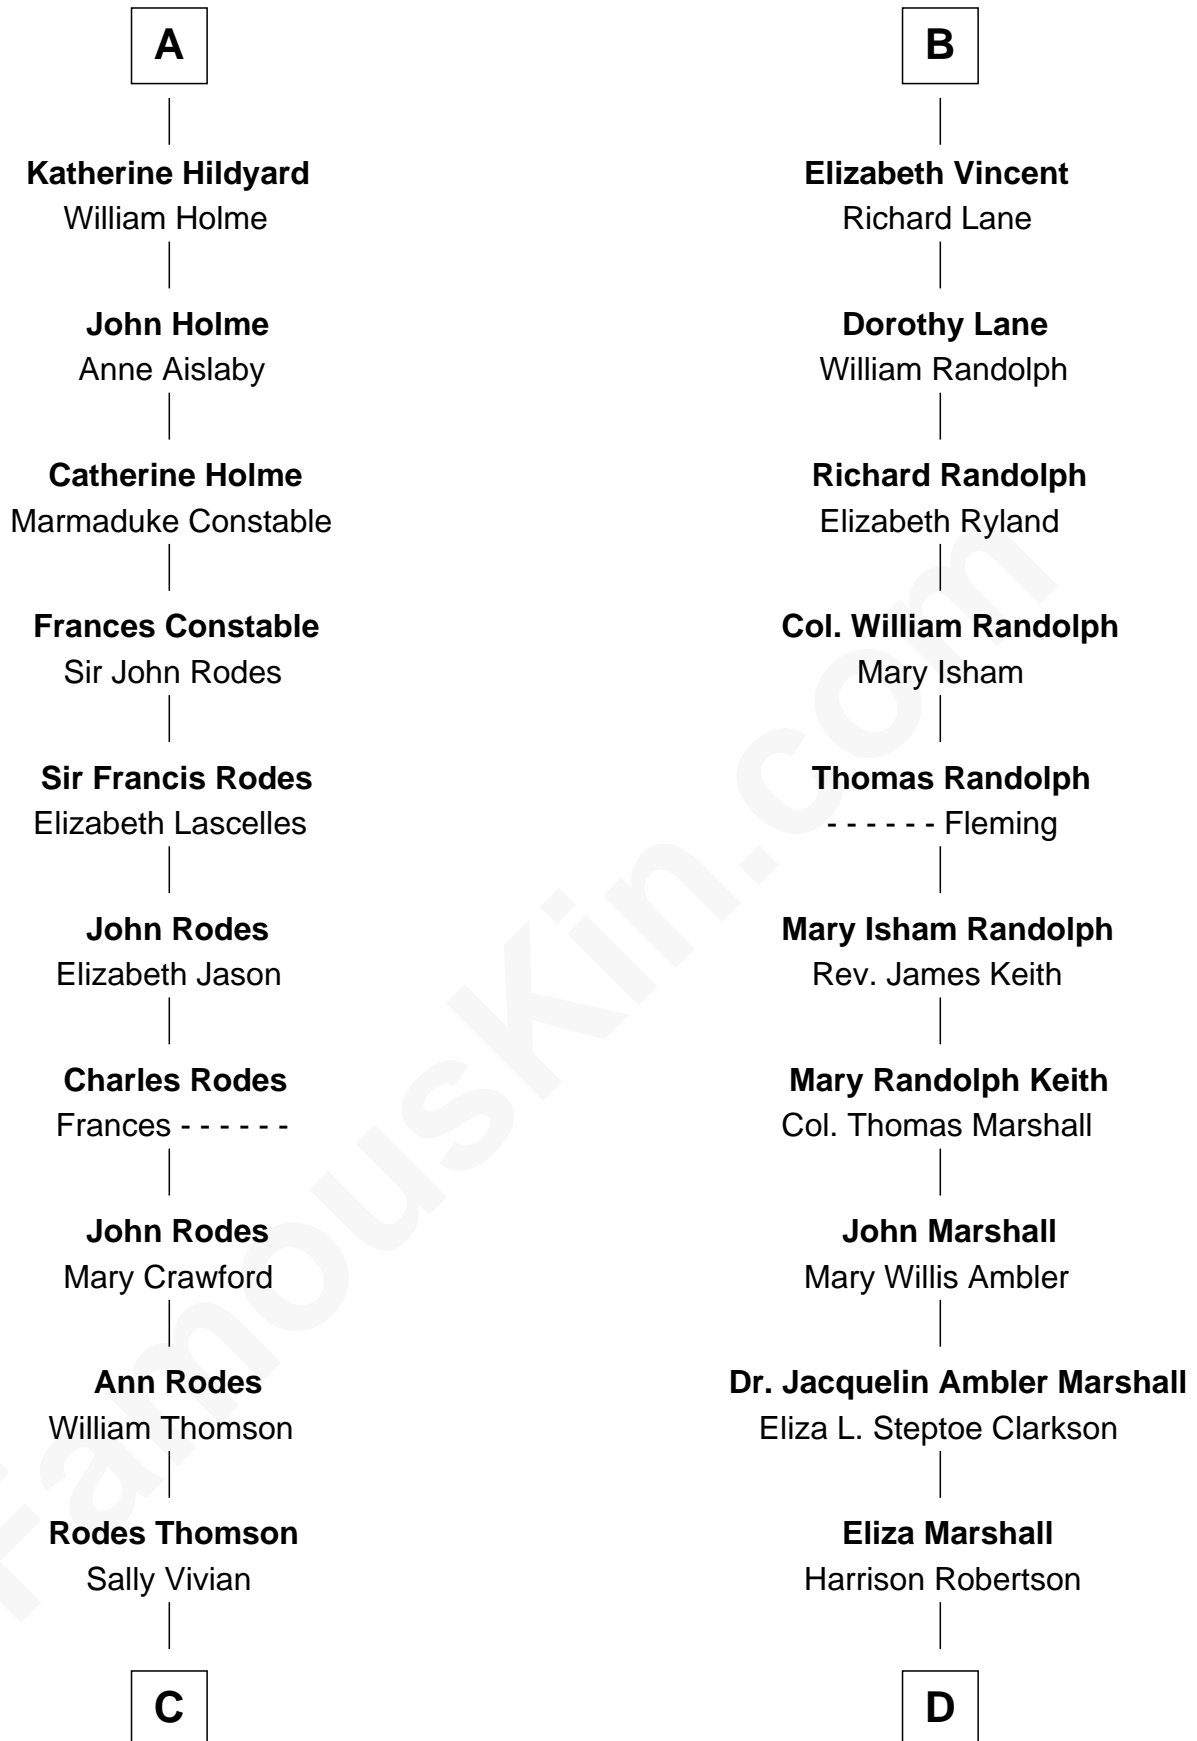 A
Katherine Hildyard
William Holme
John Holme
Anne Aislaby
Catherine Holme
Marmaduke Constable
Frances Constable
Sir John Rodes
Sir Francis Rodes
Elizabeth Lascelles
John Rodes
Elizabeth Jason
Charles Rodes
Frances - - - - - -
John Rodes
Mary Crawford
Ann Rodes
William Thomson
Rodes Thomson
Sally Vivian
C
B
Elizabeth Vincent
Richard Lane
Dorothy Lane
William Randolph
Richard Randolph
Elizabeth Ryland
Col. William Randolph
Mary Isham
Thomas Randolph
- - - - - - Fleming
Mary Isham Randolph
Rev. James Keith
Mary Randolph Keith
Col. Thomas Marshall
John Marshall
Mary Willis Ambler
Dr. Jacquelin Ambler Marshall
Eliza L. Steptoe Clarkson
Eliza Marshall
Harrison Robertson
D
FamousKin.com